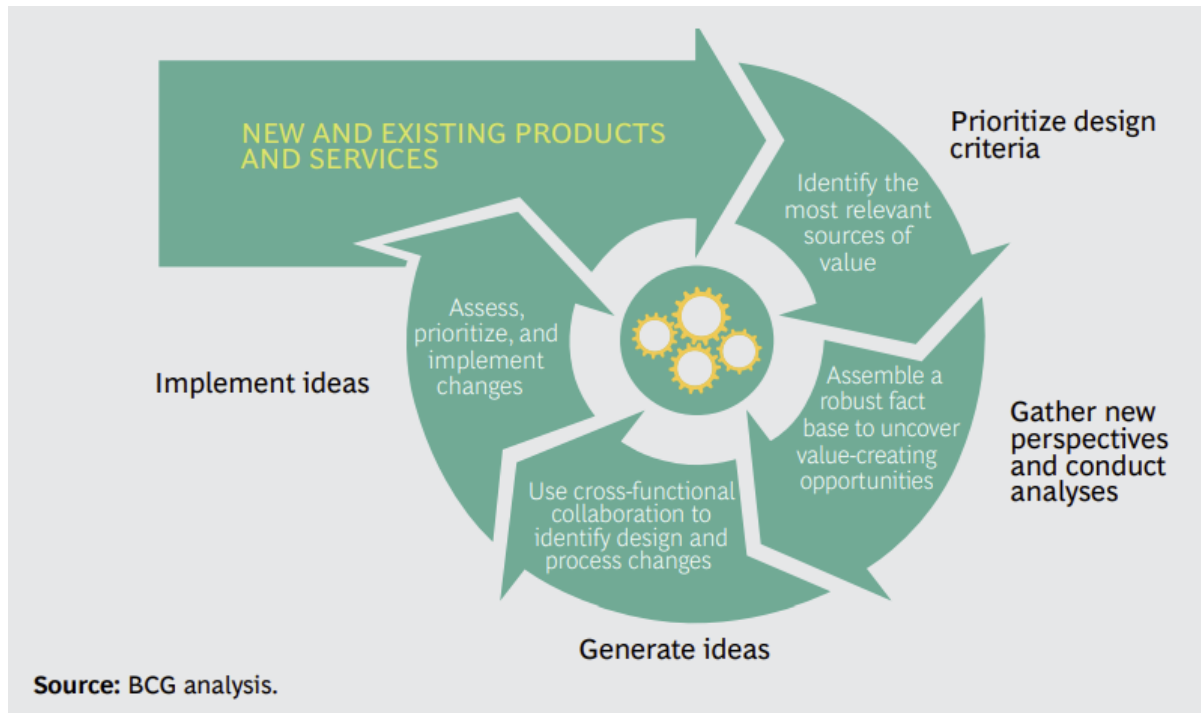 NEW AND EXISTING PRODUCTS
AND SERVICES
Prioritize design
criteria
Identify the
most relevant
sources of
value
Gather new
perspectives
and conduct
analyses
Assemble a
robust fact
base to uncover
value-creating
opportunities
Generate ideas
Use cross-functional
collaboration to
identify design and
process changes
Implement ideas
Assess,
prioritize, and
implement
changes
Source: BCG analysis.